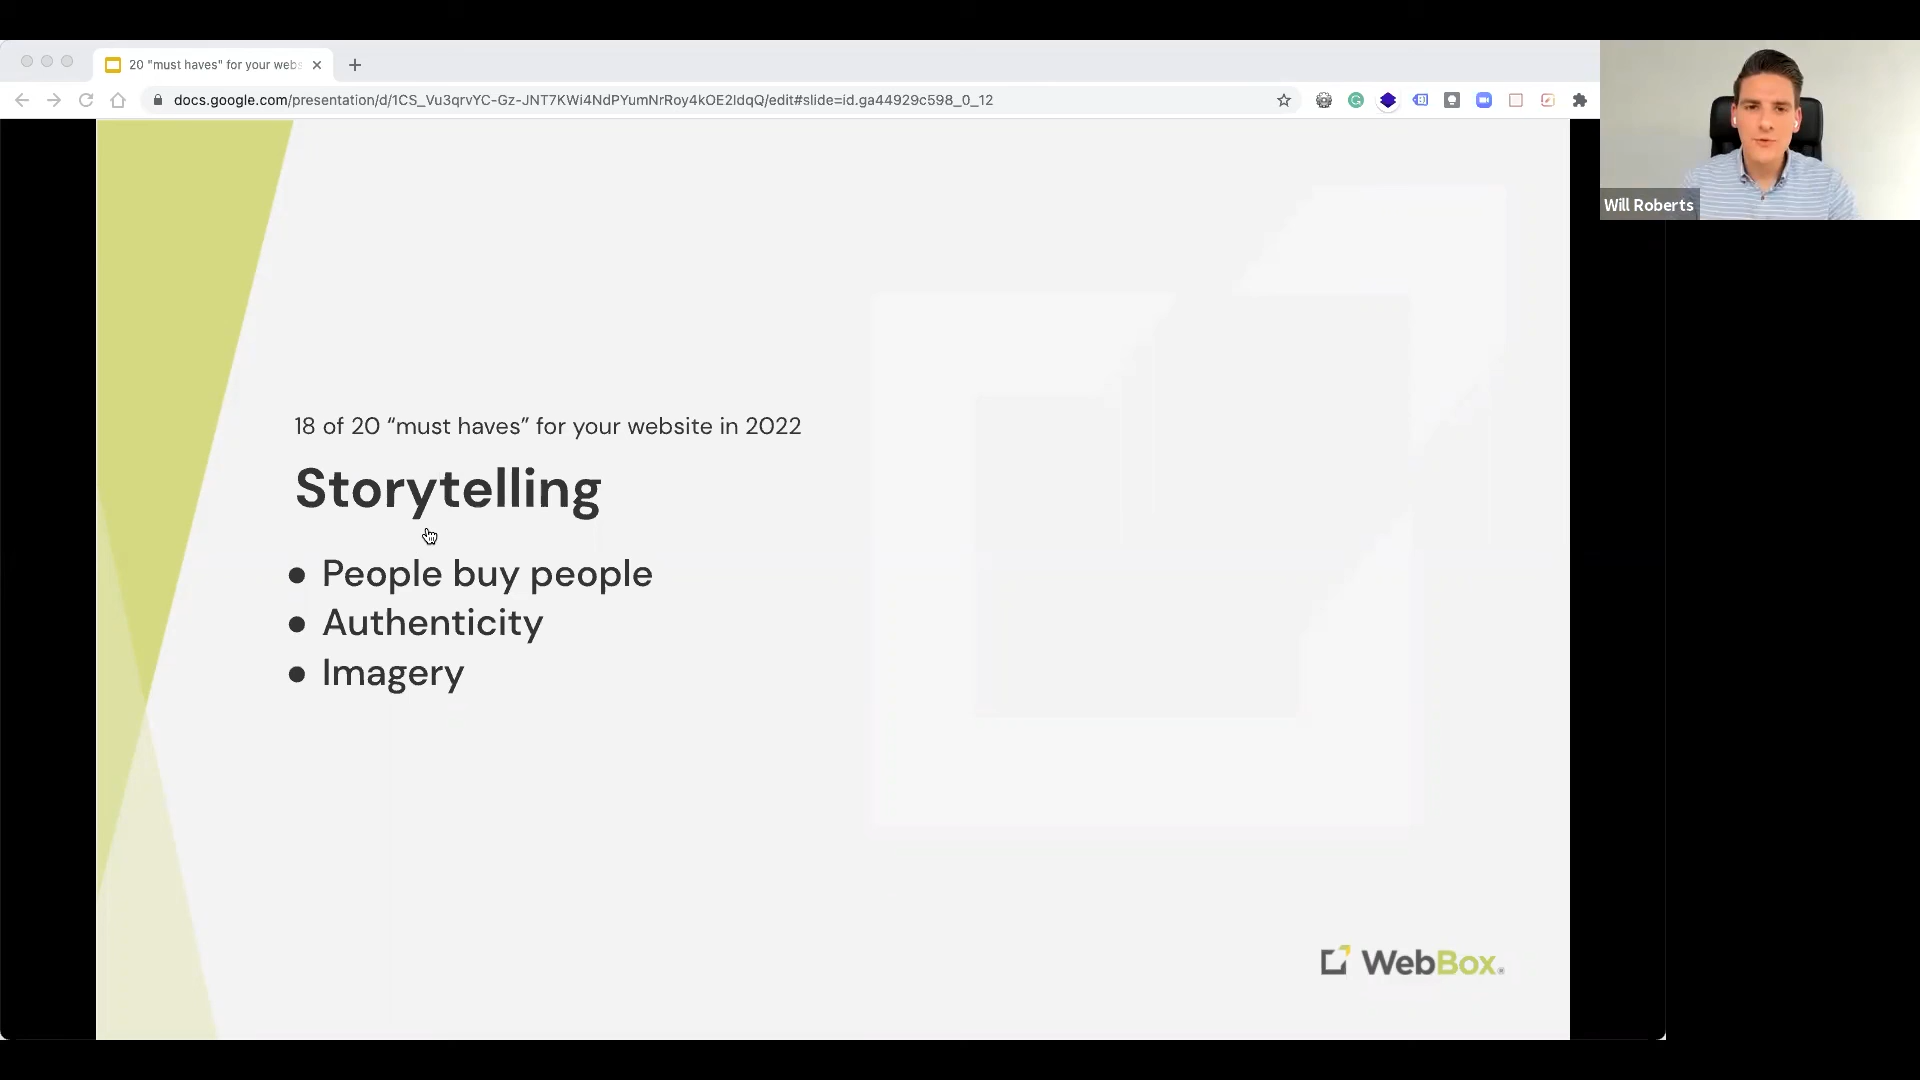 20 "must haves" for your webs
docs.google.com/presentation/d/1CS_Vu3qrvYC-Gz-JNT7KWi4NdPYumNrRoy4kOE2ldqQ/edit#slide=id.ga44929c598_0_12
Will Roberts
18 of 20 “must haves” for your website in 2022
Storytelling
● People buy people
● Authenticity
● Imagery
WebBox®